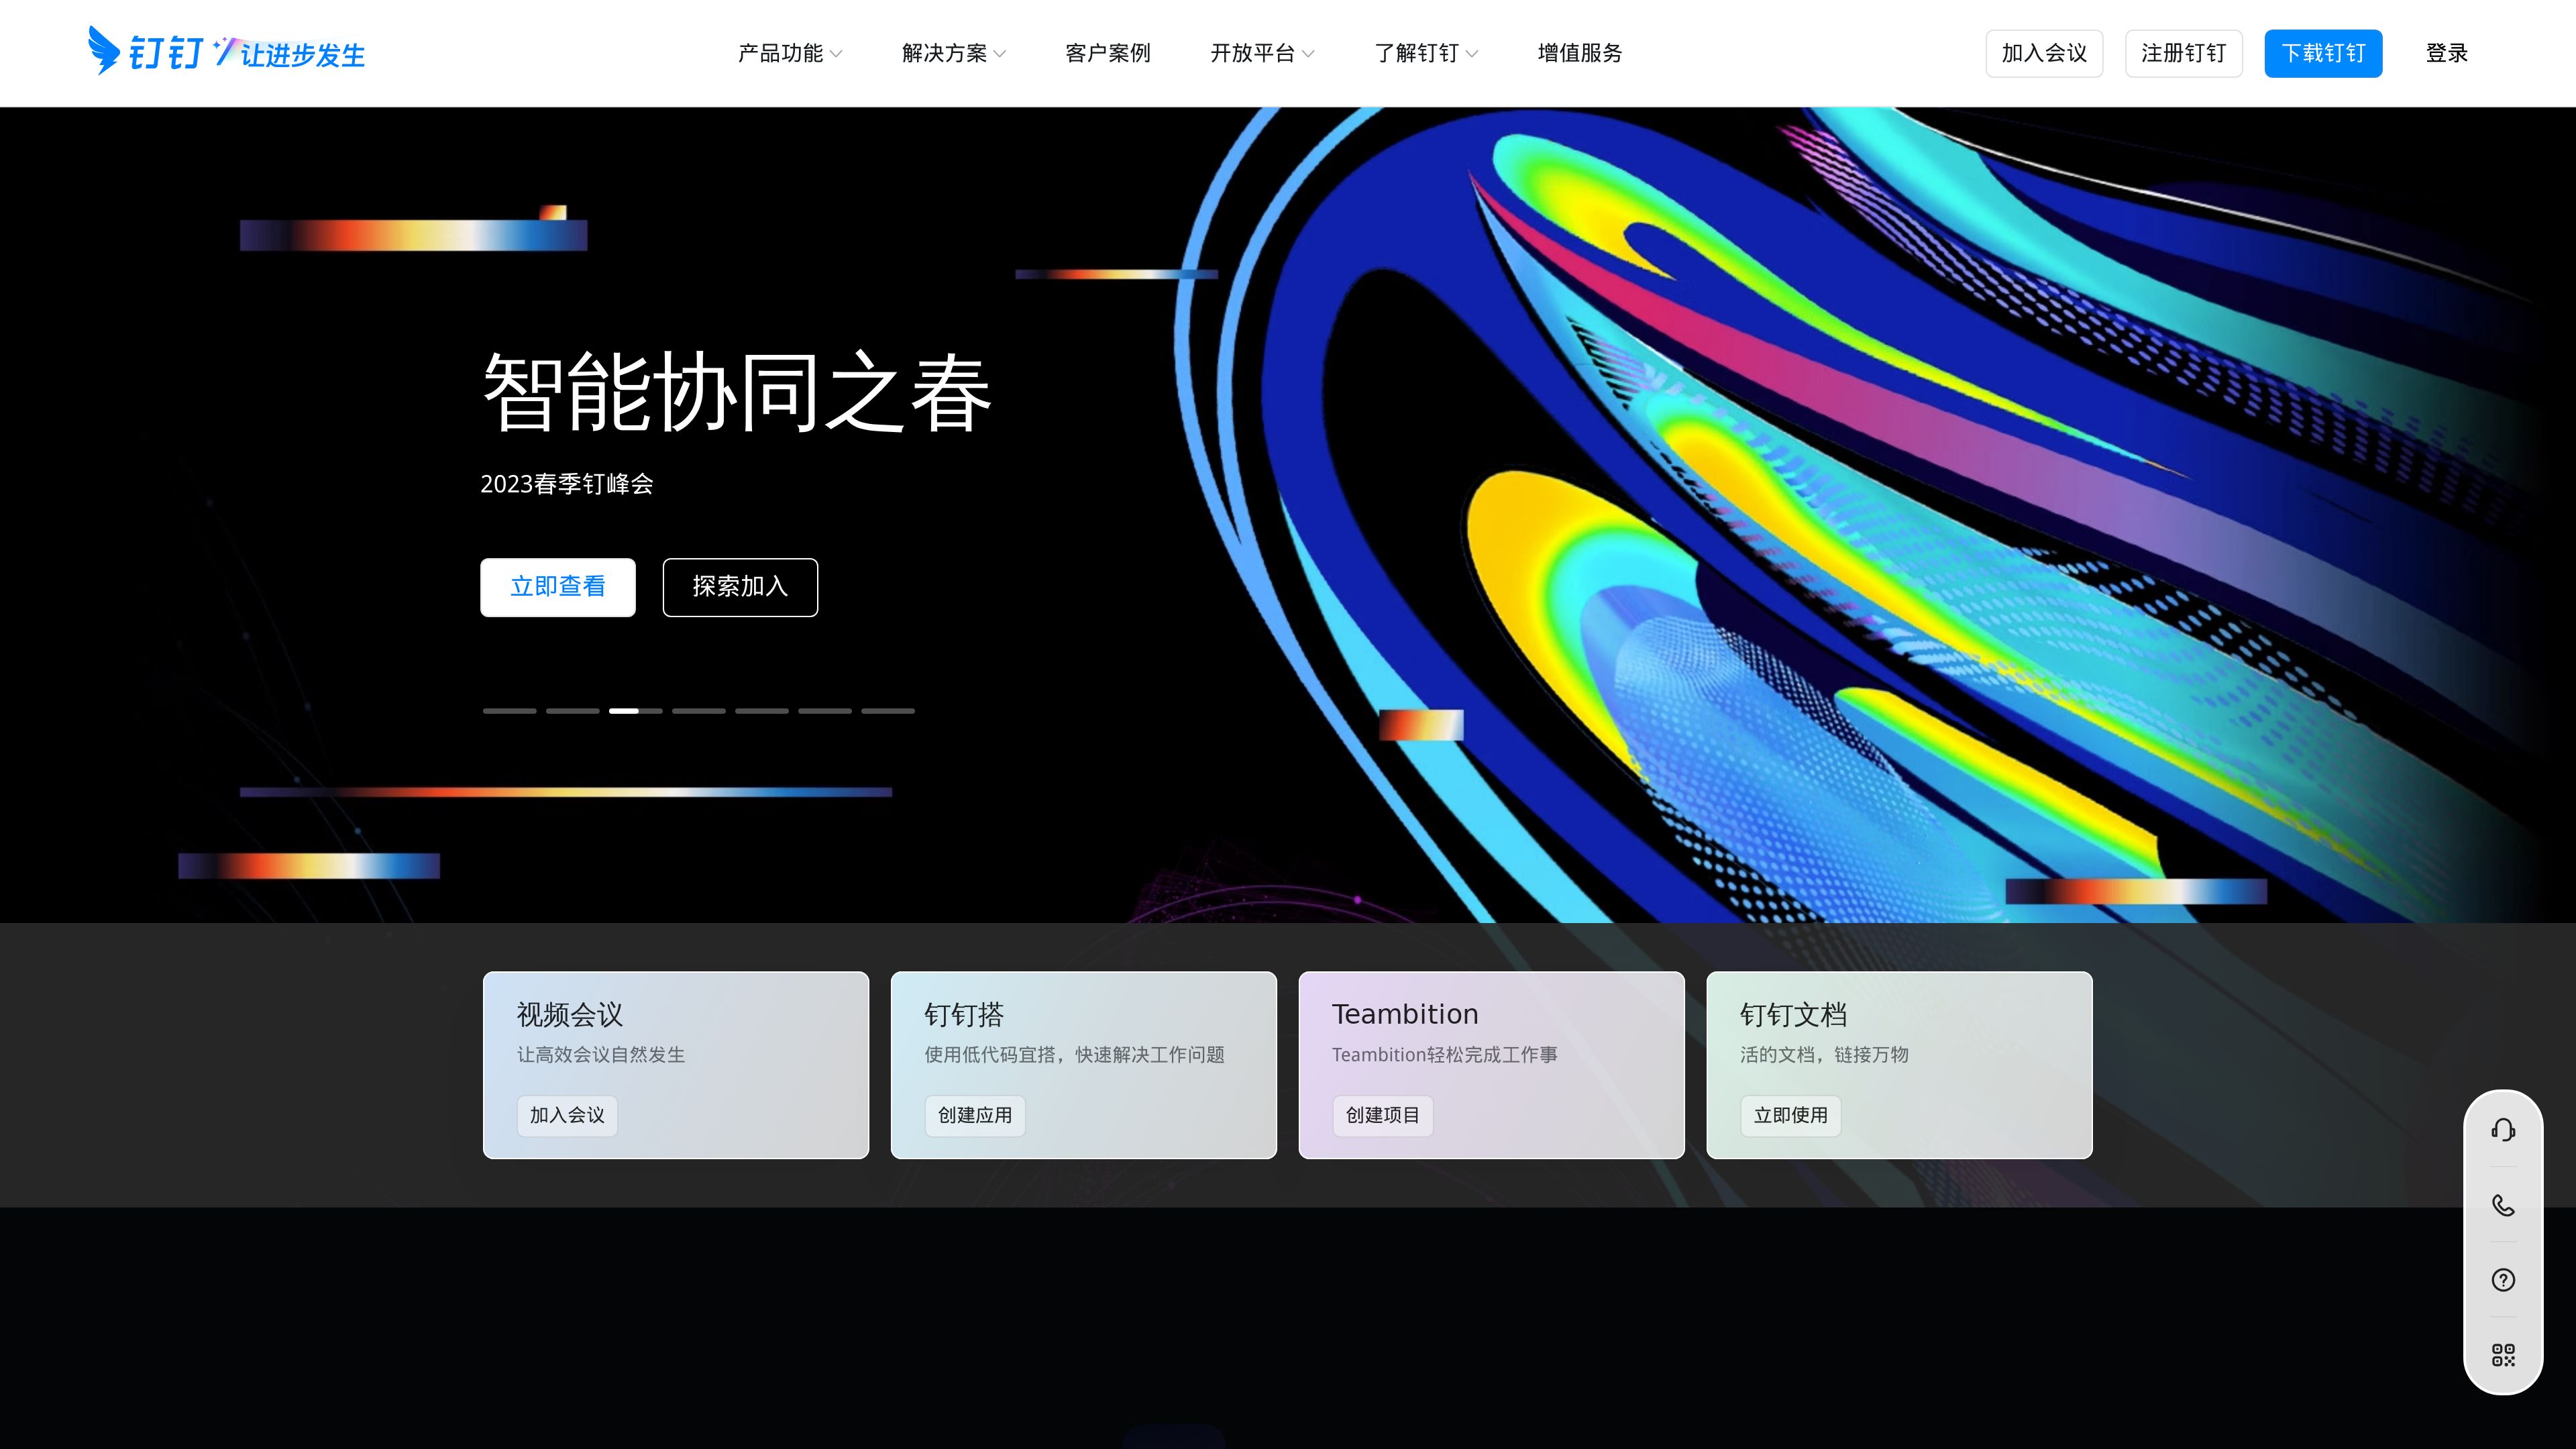 钉钉 让进步发生
产品功能 解决方案 客户案例 开放平台 了解钉钉 增值服务
加入会议 注册钉钉 下载钉钉 登录
智能协同之春
2023春季钉峰会
立即查看 探索加入
视频会议
让高效会议自然发生
加入会议
钉钉搭
使用低代码宜搭，快速解决工作问题
创建应用
Teambition
Teambition轻松完成工作事
创建项目
钉钉文档
活的文档，链接万物
立即使用